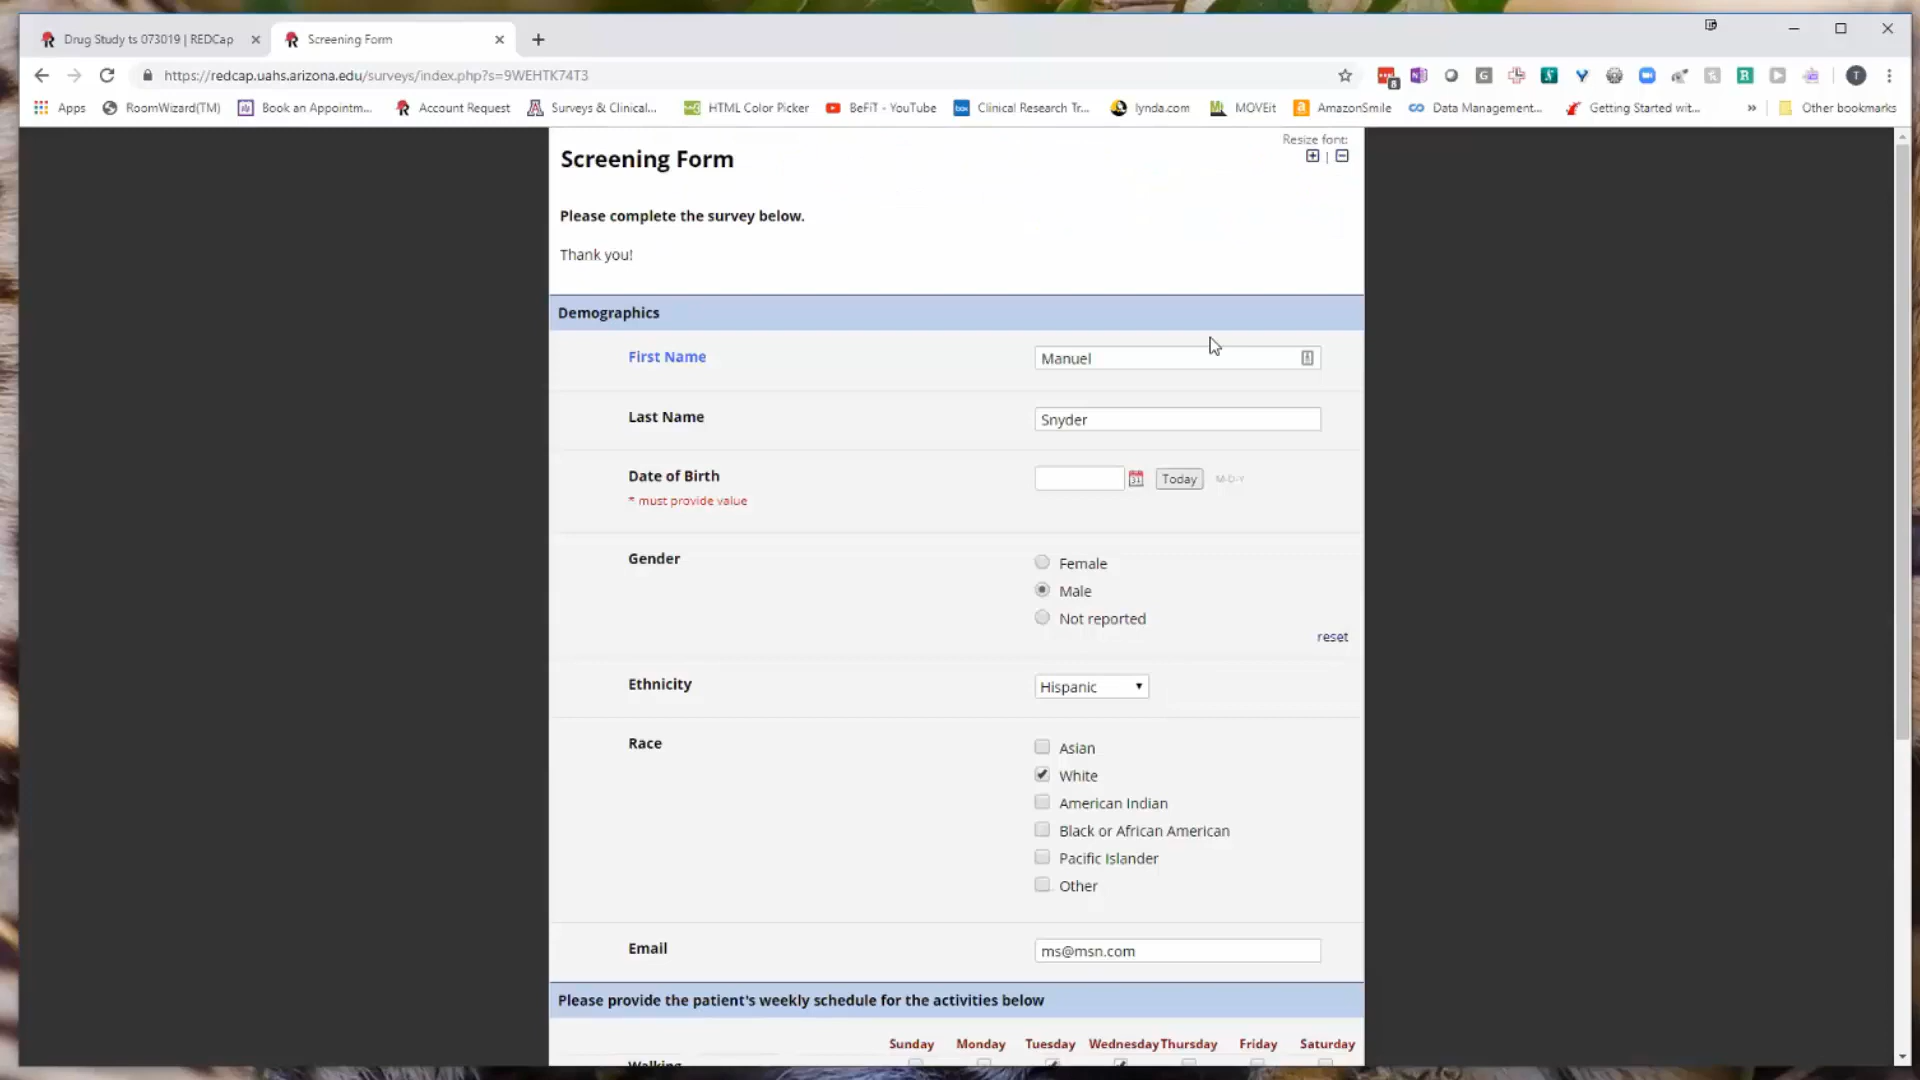 Drug Study ts 073019 | REDCap
Screening Form
https://redcap.uahs.arizona.edu/surveys/index.php?s=9WEHTK74T3
8
G
S
R
T
Apps
RoomWizard(TM)
Book an Appointm...
Account Request
Surveys & Clinical...
HTML Color Picker
BeFiT - YouTube
box
Clinical Research Tr...
lynda.com
MOVEit
AmazonSmile
Data Management...
Getting Started wit...
»
Other bookmarks
Resize font:
Screening Form
Please complete the survey below.
Thank you!
Demographics
First Name
Manuel
Last Name
Snyder
Date of Birth
31
Today
M-D-Y
* must provide value
Gender
Female
Male
Not reported
reset
Ethnicity
Hispanic
Race
Asian
White
American Indian
Black or African American
Pacific Islander
Other
Email
ms@msn.com
Please provide the patient's weekly schedule for the activities below
Sunday Monday Tuesday Wednesday Thursday Friday Saturday
Walking